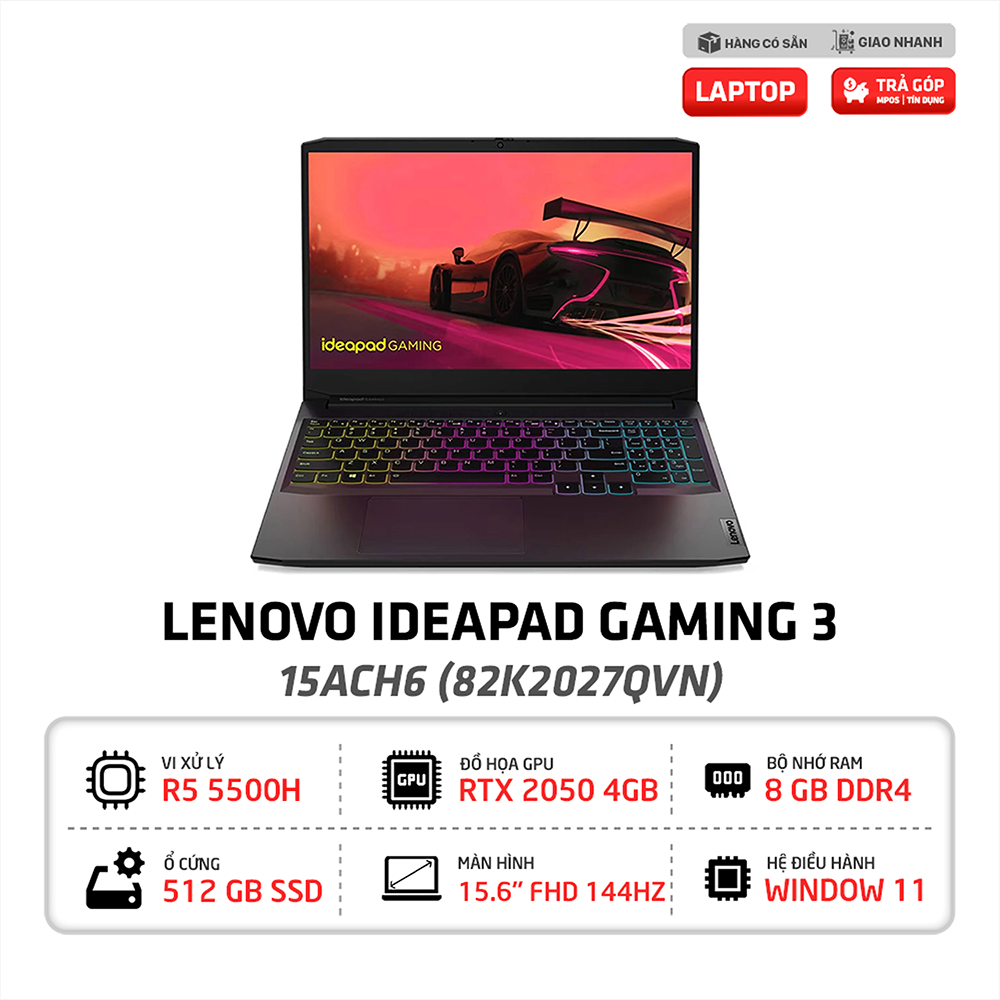 HÀNG CÓ SẴN
GIAO NHANH
LAPTOP
TRẢ GÓP
MPOS | TÍN DỤNG
ideapad GAMING
Lenovo
LENOVO IDEAPAD GAMING 3
15ACH6 (82K2027QVN)
VI XỬ LÝ
R5 5500H
GPU
ĐỒ HỌA GPU
RTX 2050 4GB
BỘ NHỚ RAM
8 GB DDR4
Ổ CỨNG
512 GB SSD
MÀN HÌNH
15.6” FHD 144HZ
HỆ ĐIỀU HÀNH
WINDOW 11